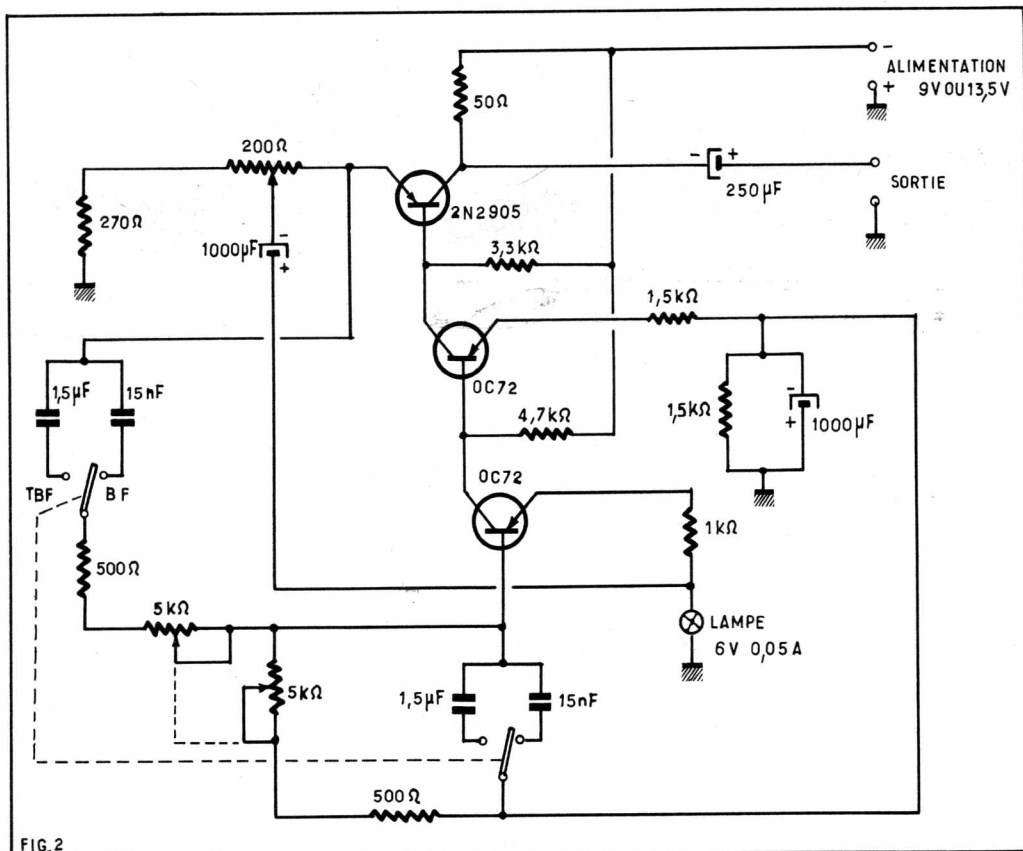 -
ALIMENTATION
+
9V OU 13,5V
50Ω
200Ω
- +
SORTIE
2N2905
250µF
270Ω
1000µF
-
+
3,3kΩ
1,5kΩ
OC72
1,5µF
15nF
4,7kΩ
1,5kΩ
-
+
1000µF
OC72
TBF
BF
1kΩ
500Ω
5kΩ
LAMPE
6V 0,05A
5kΩ
1,5µF
15nF
500Ω
FIG.2